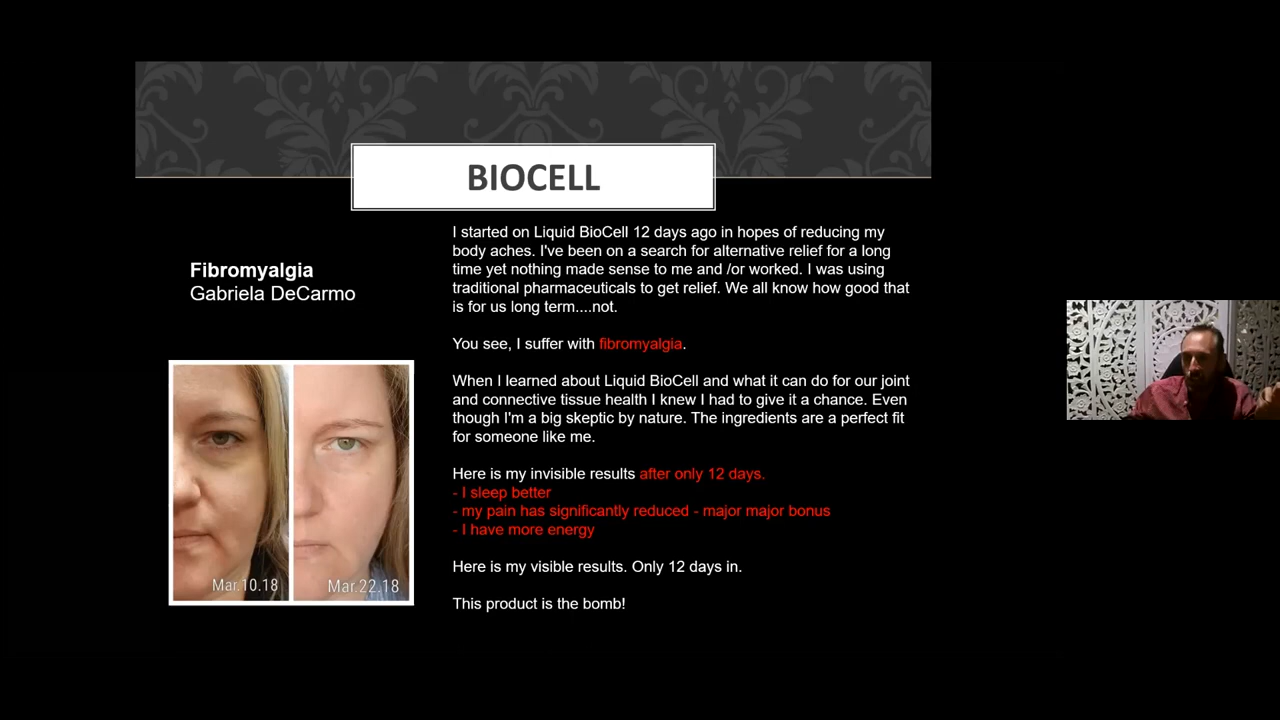 BIOCELL
Fibromyalgia
Gabriela DeCarmo
Mar.10.18
Mar.22.18
I started on Liquid BioCell 12 days ago in hopes of reducing my
body aches. I've been on a search for alternative relief for a long
time yet nothing made sense to me and /or worked. I was using
traditional pharmaceuticals to get relief. We all know how good that
is for us long term....not.
You see, I suffer with fibromyalgia.
When I learned about Liquid BioCell and what it can do for our joint
and connective tissue health I knew I had to give it a chance. Even
though I'm a big skeptic by nature. The ingredients are a perfect fit
for someone like me.
Here is my invisible results after only 12 days.
- I sleep better
- my pain has significantly reduced - major major bonus
- I have more energy
Here is my visible results. Only 12 days in.
This product is the bomb!